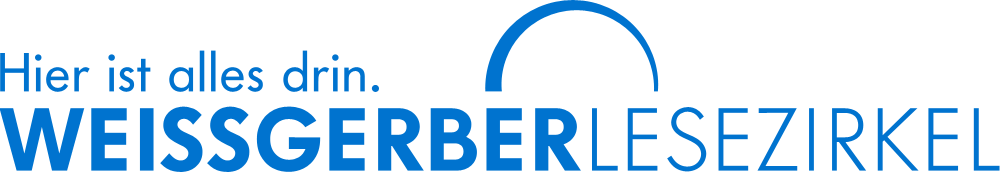 Hier ist alles drin.
WEISSGERBERLESEZIRKEL